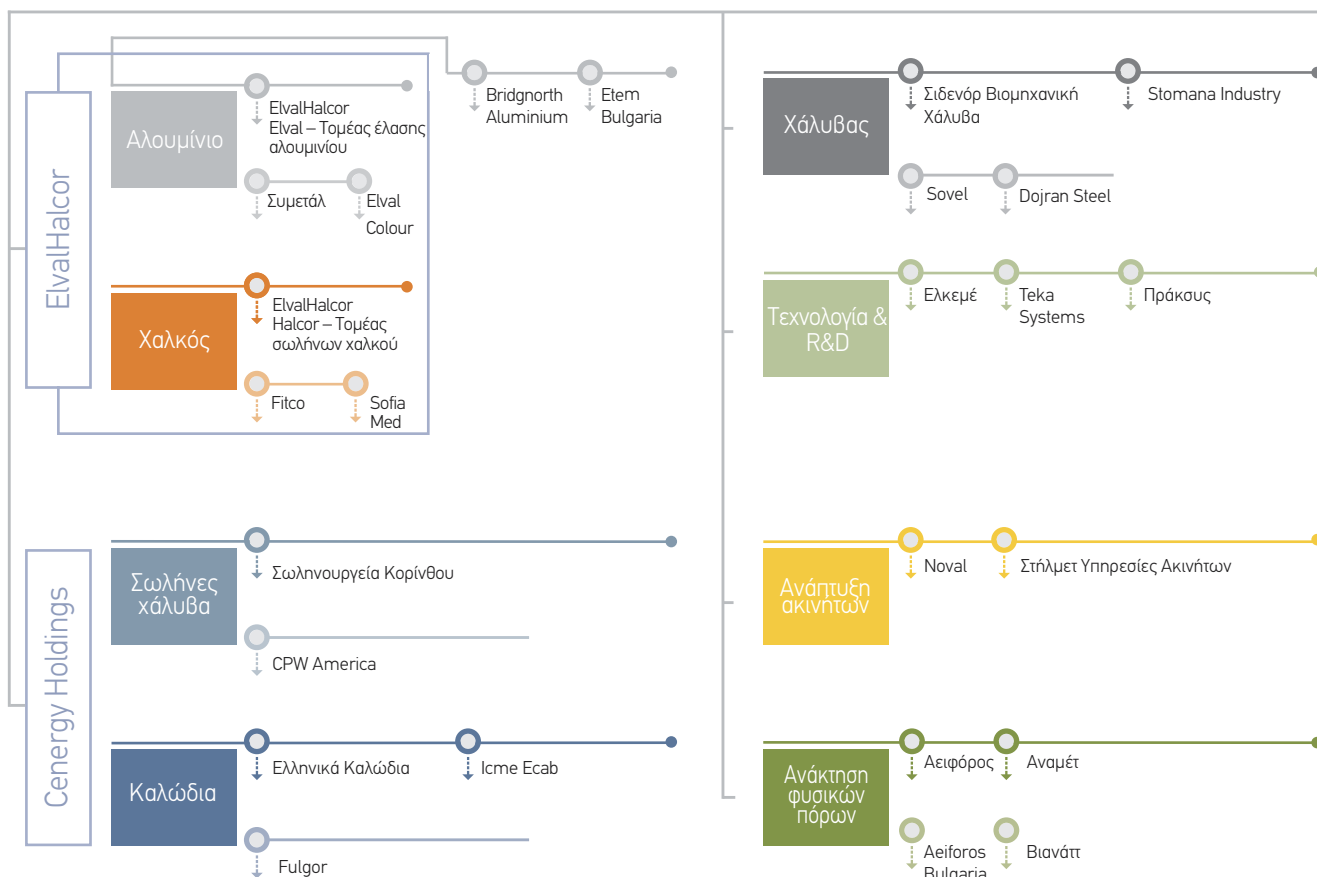 ElvalHalcor
Αλουμίνιο
ElvalHalcor
Elval – Τομέας έλασης
αλουμινίου
Bridgnorth
Aluminium
Etem
Bulgaria
Συμετάλ
Elval
Colour
Χαλκός
ElvalHalcor
Halcor – Τομέας
σωλήνων χαλκού
Fitco
Sofia
Med
Cenergy Holdings
Σωλήνες
χάλυβα
Σωληνουργεία Κορίνθου
CPW America
Καλώδια
Ελληνικά Καλώδια
Icme Ecab
Fulgor
Χάλυβας
Σιδενόρ Βιομηχανική
Χάλυβα
Stomana Industry
Sovel
Dojran Steel
Τεχνολογία &
R&D
Ελκεμέ
Teka
Systems
Πράκσυς
Ανάπτυξη
ακινήτων
Noval
Στήλμετ Υπηρεσίες Ακινήτων
Ανάκτηση
φυσικών
πόρων
Αειφόρος
Αναμέτ
Aeiforos
Bulgaria
Βιανάττ